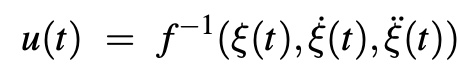 u(t) = f⁻¹(ξ(t), ξ̇(t), ξ̈(t))